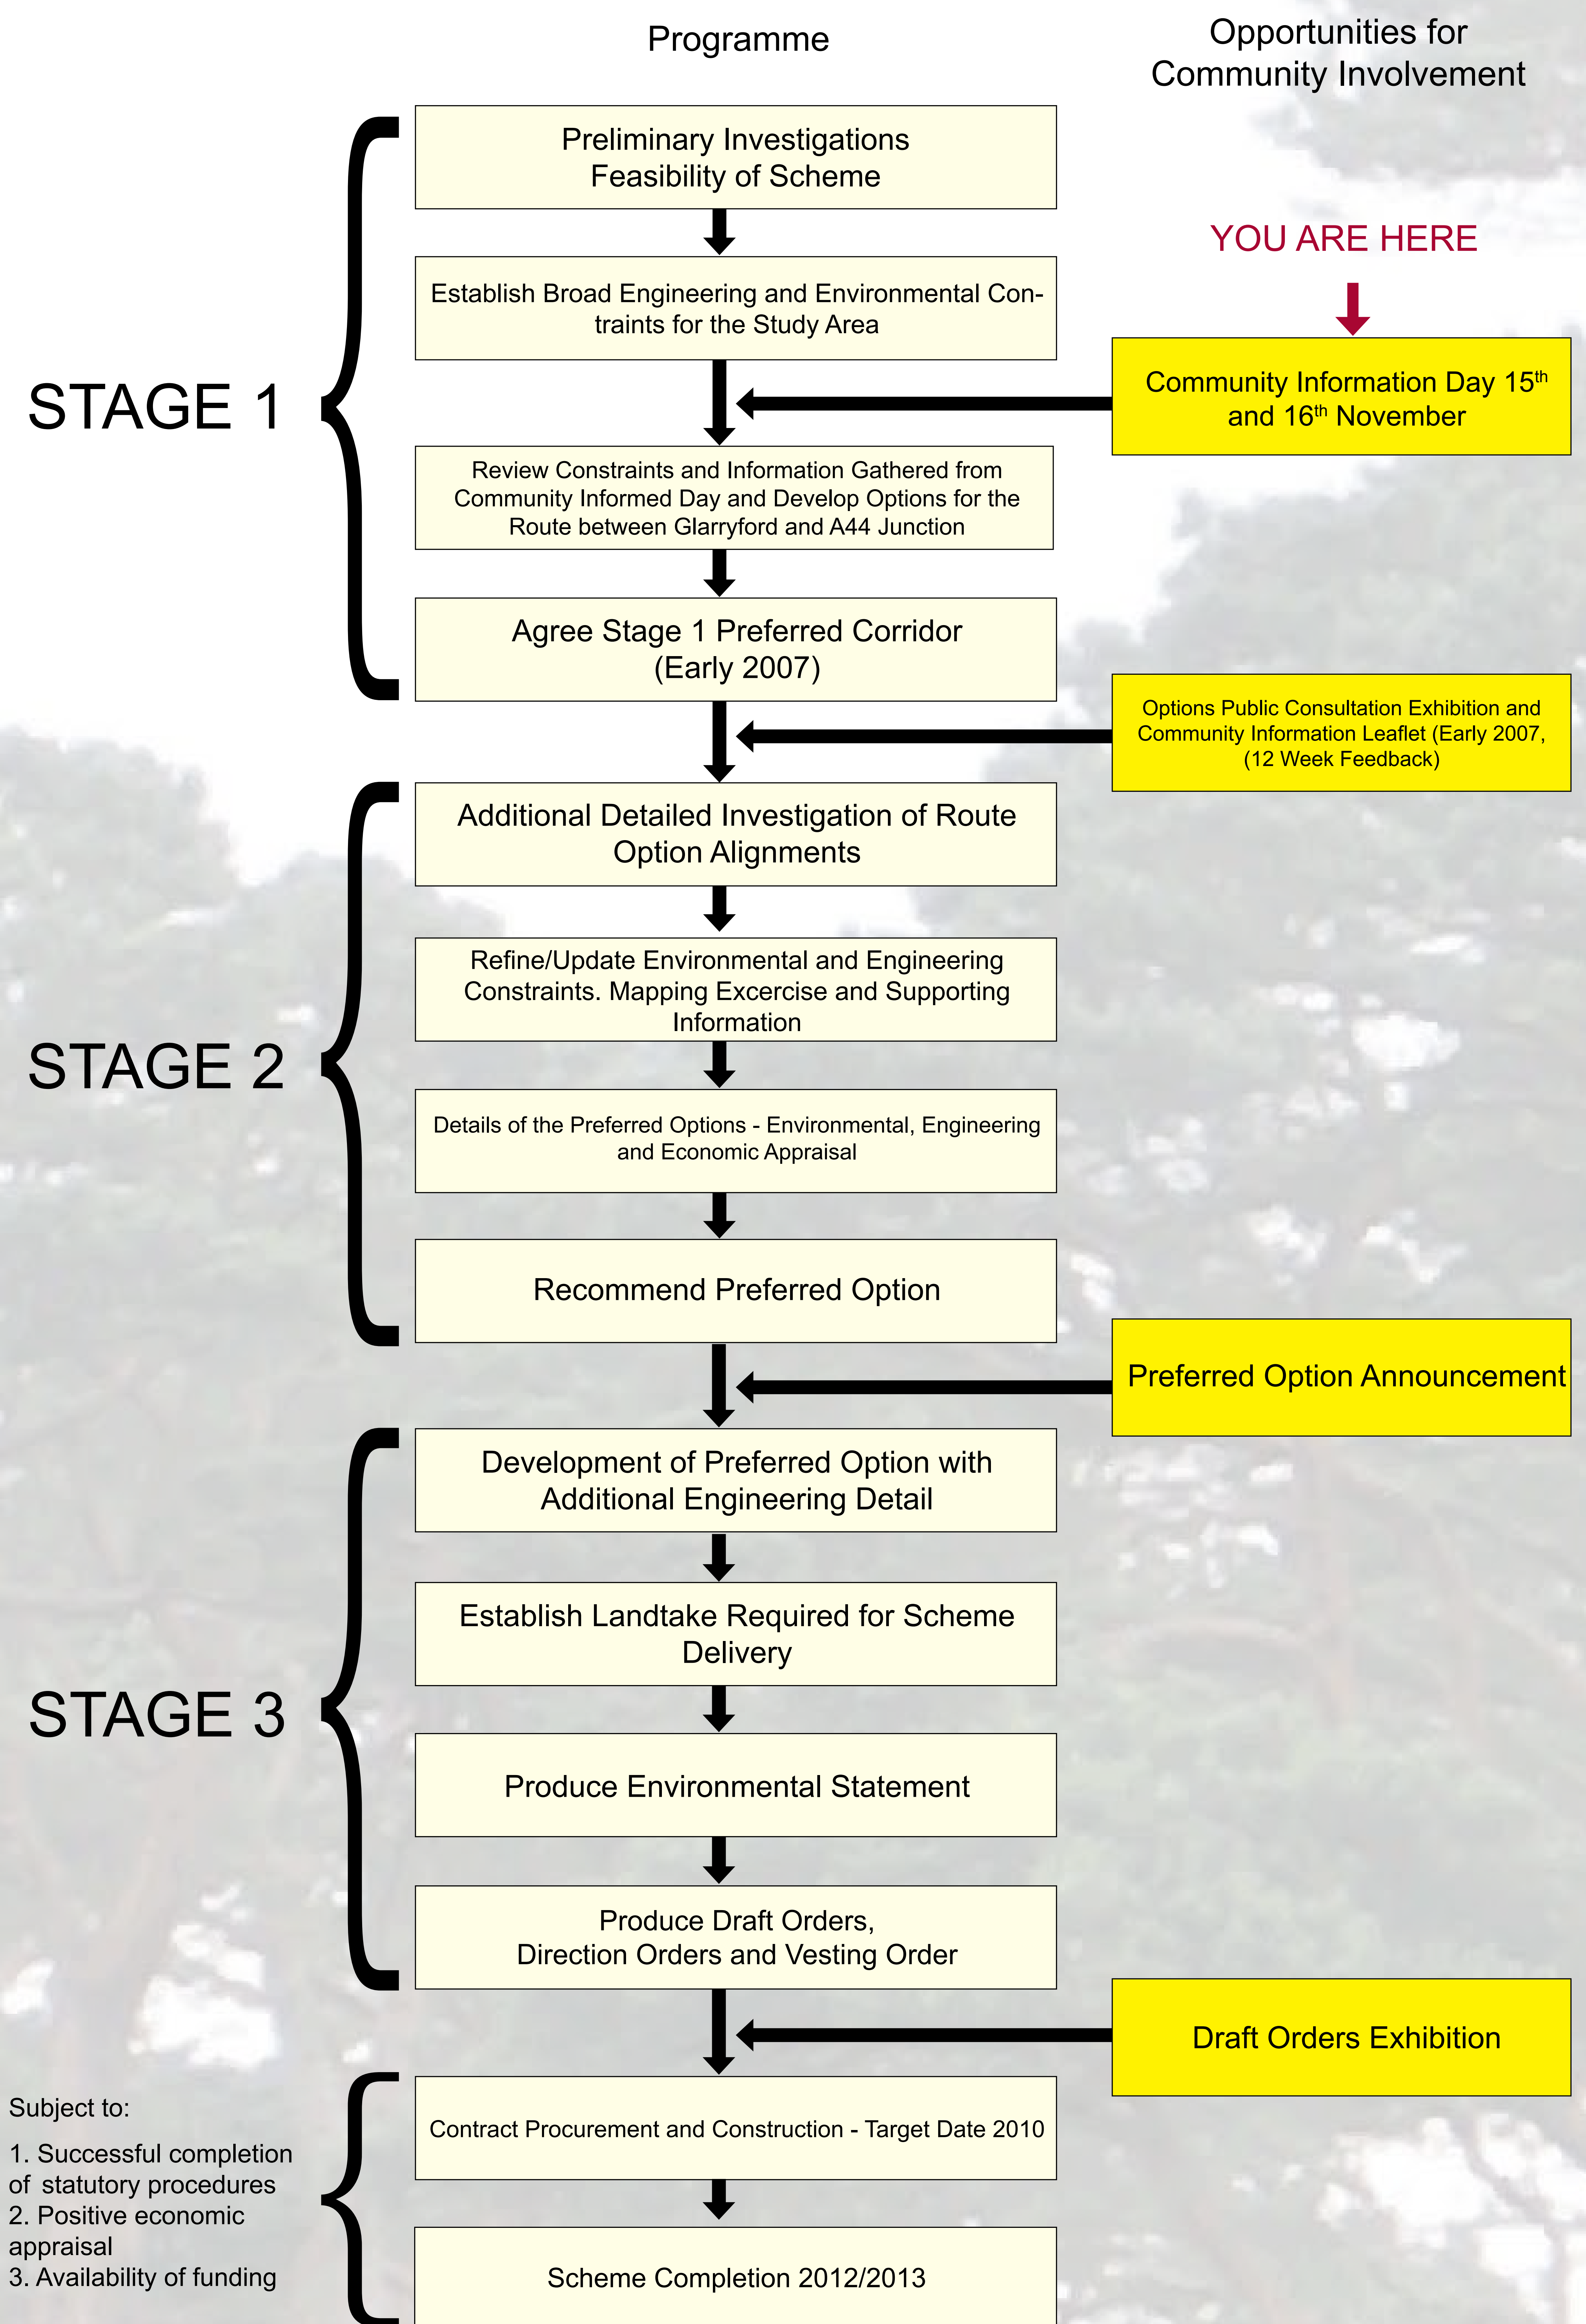 Programme
Opportunities for
Community Involvement
STAGE 1
Preliminary Investigations
Feasibility of Scheme
YOU ARE HERE
Establish Broad Engineering and Environmental Con-
traints for the Study Area
Community Information Day 15th
and 16th November
Review Constraints and Information Gathered from
Community Informed Day and Develop Options for the
Route between Glarryford and A44 Junction
Agree Stage 1 Preferred Corridor
(Early 2007)
Options Public Consultation Exhibition and
Community Information Leaflet (Early 2007,
(12 Week Feedback)
STAGE 2
Additional Detailed Investigation of Route
Option Alignments
Refine/Update Environmental and Engineering
Constraints. Mapping Excercise and Supporting
Information
Details of the Preferred Options - Environmental, Engineering
and Economic Appraisal
Recommend Preferred Option
Preferred Option Announcement
STAGE 3
Development of Preferred Option with
Additional Engineering Detail
Establish Landtake Required for Scheme
Delivery
Produce Environmental Statement
Produce Draft Orders,
Direction Orders and Vesting Order
Draft Orders Exhibition
Subject to:
1. Successful completion
of statutory procedures
2. Positive economic
appraisal
3. Availability of funding
Contract Procurement and Construction - Target Date 2010
Scheme Completion 2012/2013